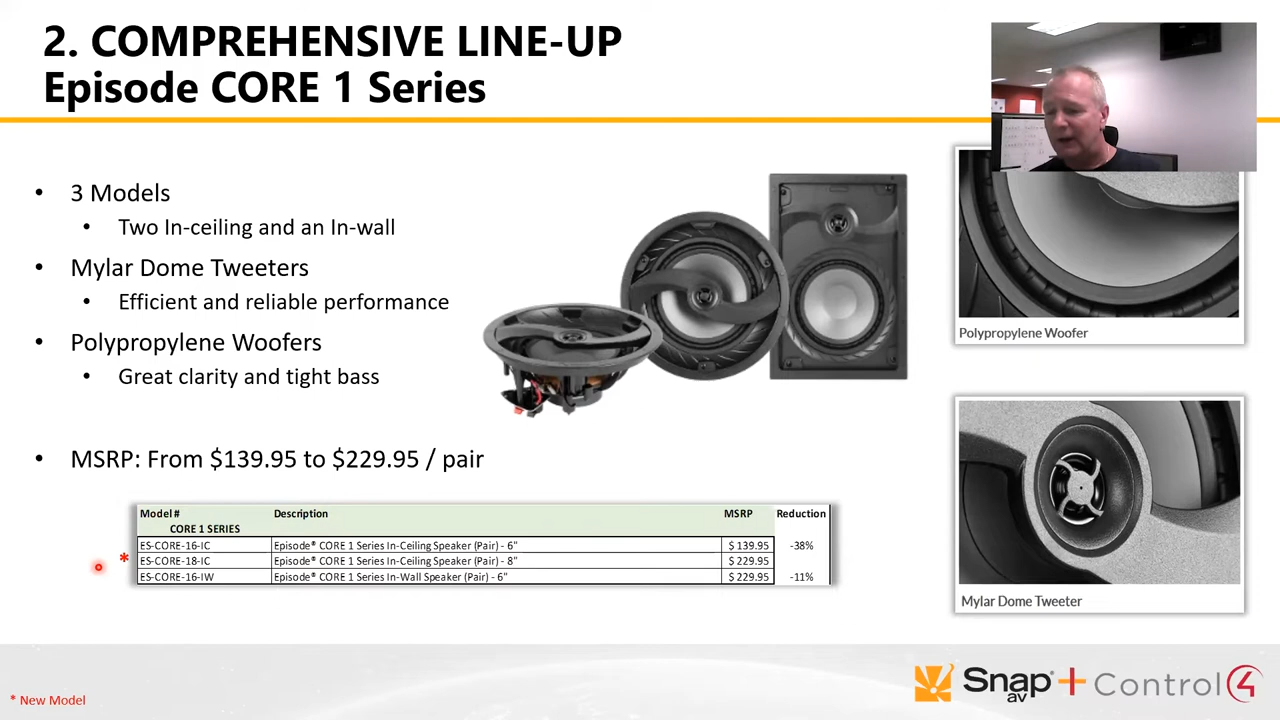 2. COMPREHENSIVE LINE-UP
Episode CORE 1 Series
• 3 Models
• Two In-ceiling and an In-wall
• Mylar Dome Tweeters
• Efficient and reliable performance
• Polypropylene Woofers
• Great clarity and tight bass
• MSRP: From $139.95 to $229.95 / pair
Polypropylene Woofer
Mylar Dome Tweeter
Model # Description MSRP Reduction
CORE 1 SERIES
ES-CORE-16-IC Episode® CORE 1 Series In-Ceiling Speaker (Pair) - 6" $ 139.95 -38%
* ES-CORE-18-IC Episode® CORE 1 Series In-Ceiling Speaker (Pair) - 8" $ 229.95
ES-CORE-16-IW Episode® CORE 1 Series In-Wall Speaker (Pair) - 6" $ 229.95 -11%
* New Model
Snap av + Control4